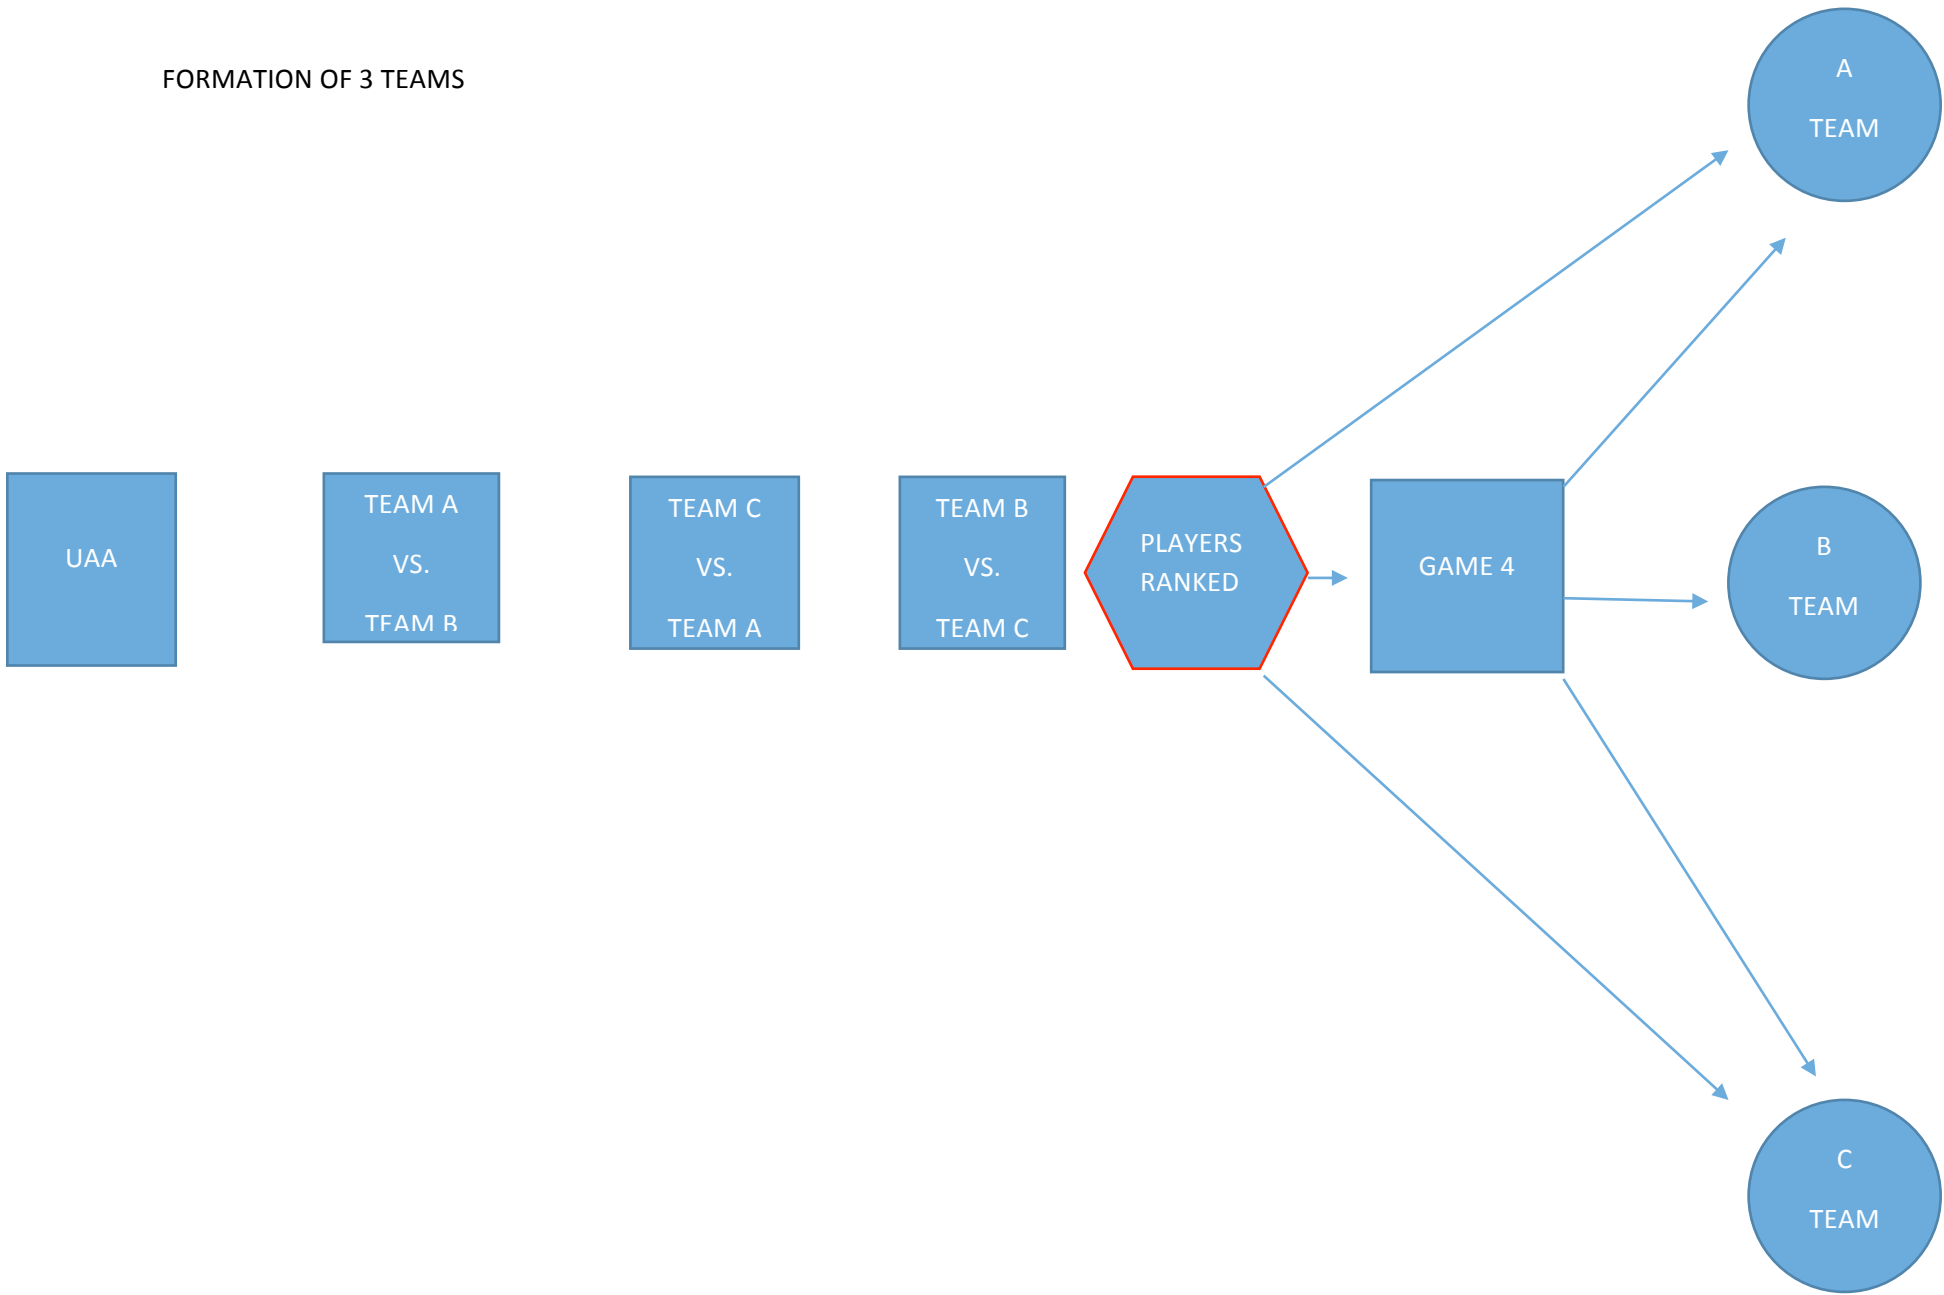 FORMATION OF 3 TEAMS
A
TEAM
UAA
TEAM A
VS.
TEAM B
TEAM C
VS.
TEAM A
TEAM B
VS.
TEAM C
PLAYERS
RANKED
GAME 4
B
TEAM
C
TEAM